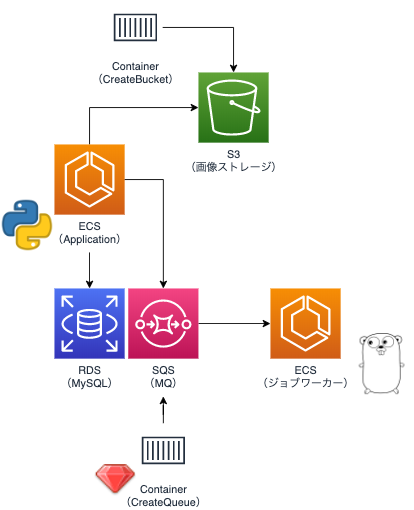 Container
（CreateBucket）
S3
（画像ストレージ）
ECS
（Application）
RDS
（MySQL）
SQS
（MQ）
ECS
（ジョブワーカー）
Container
（CreateQueue）